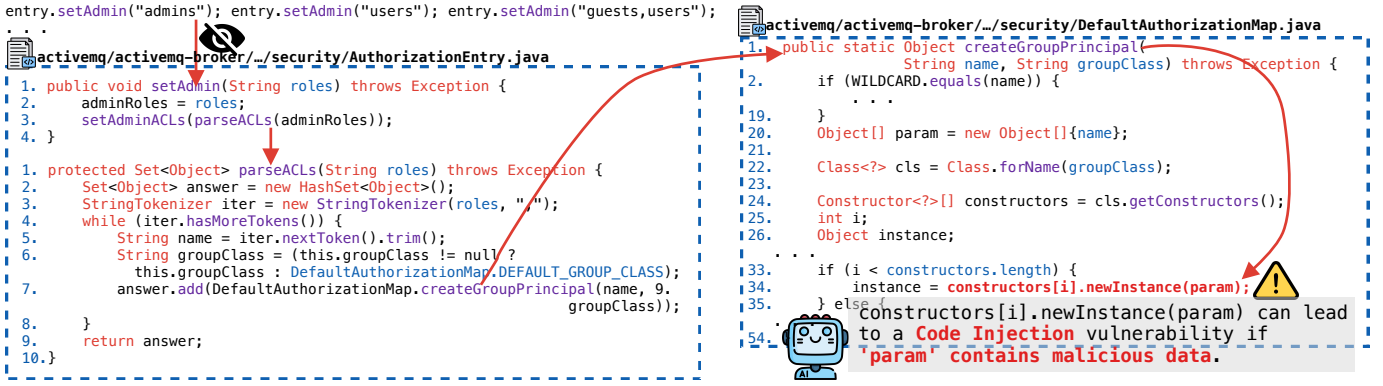 entry.setAdmin("admins"); entry.setAdmin("users"); entry.setAdmin("guests,users");
. . .
activemq/activemq-broker/…/security/AuthorizationEntry.java
1. public void setAdmin(String roles) throws Exception {
2. adminRoles = roles;
3. setAdminACLs(parseACLs(adminRoles));
4. }
1. protected Set<Object> parseACLs(String roles) throws Exception {
2. Set<Object> answer = new HashSet<Object>();
3. StringTokenizer iter = new StringTokenizer(roles, ",");
4. while (iter.hasMoreTokens()) {
5. String name = iter.nextToken().trim();
6. String groupClass = (this.groupClass != null ?
this.groupClass : DefaultAuthorizationMap.DEFAULT_GROUP_CLASS);
7. answer.add(DefaultAuthorizationMap.createGroupPrincipal(name, 9.
groupClass));
8. }
9. return answer;
10.}
activemq/activemq-broker/…/security/DefaultAuthorizationMap.java
1. public static Object createGroupPrincipal(
String name, String groupClass) throws Exception {
2. if (WILDCARD.equals(name)) {
. . .
19. }
20. Object[] param = new Object[]{name};
21.
22. Class<?> cls = Class.forName(groupClass);
23.
24. Constructor<?>[] constructors = cls.getConstructors();
25. int i;
26. Object instance;
. . .
33. if (i < constructors.length) {
34. instance = constructors[i].newInstance(param);
35. } else {
54.
AI
constructors[i].newInstance(param) can lead
to a Code Injection vulnerability if
'param' contains malicious data.